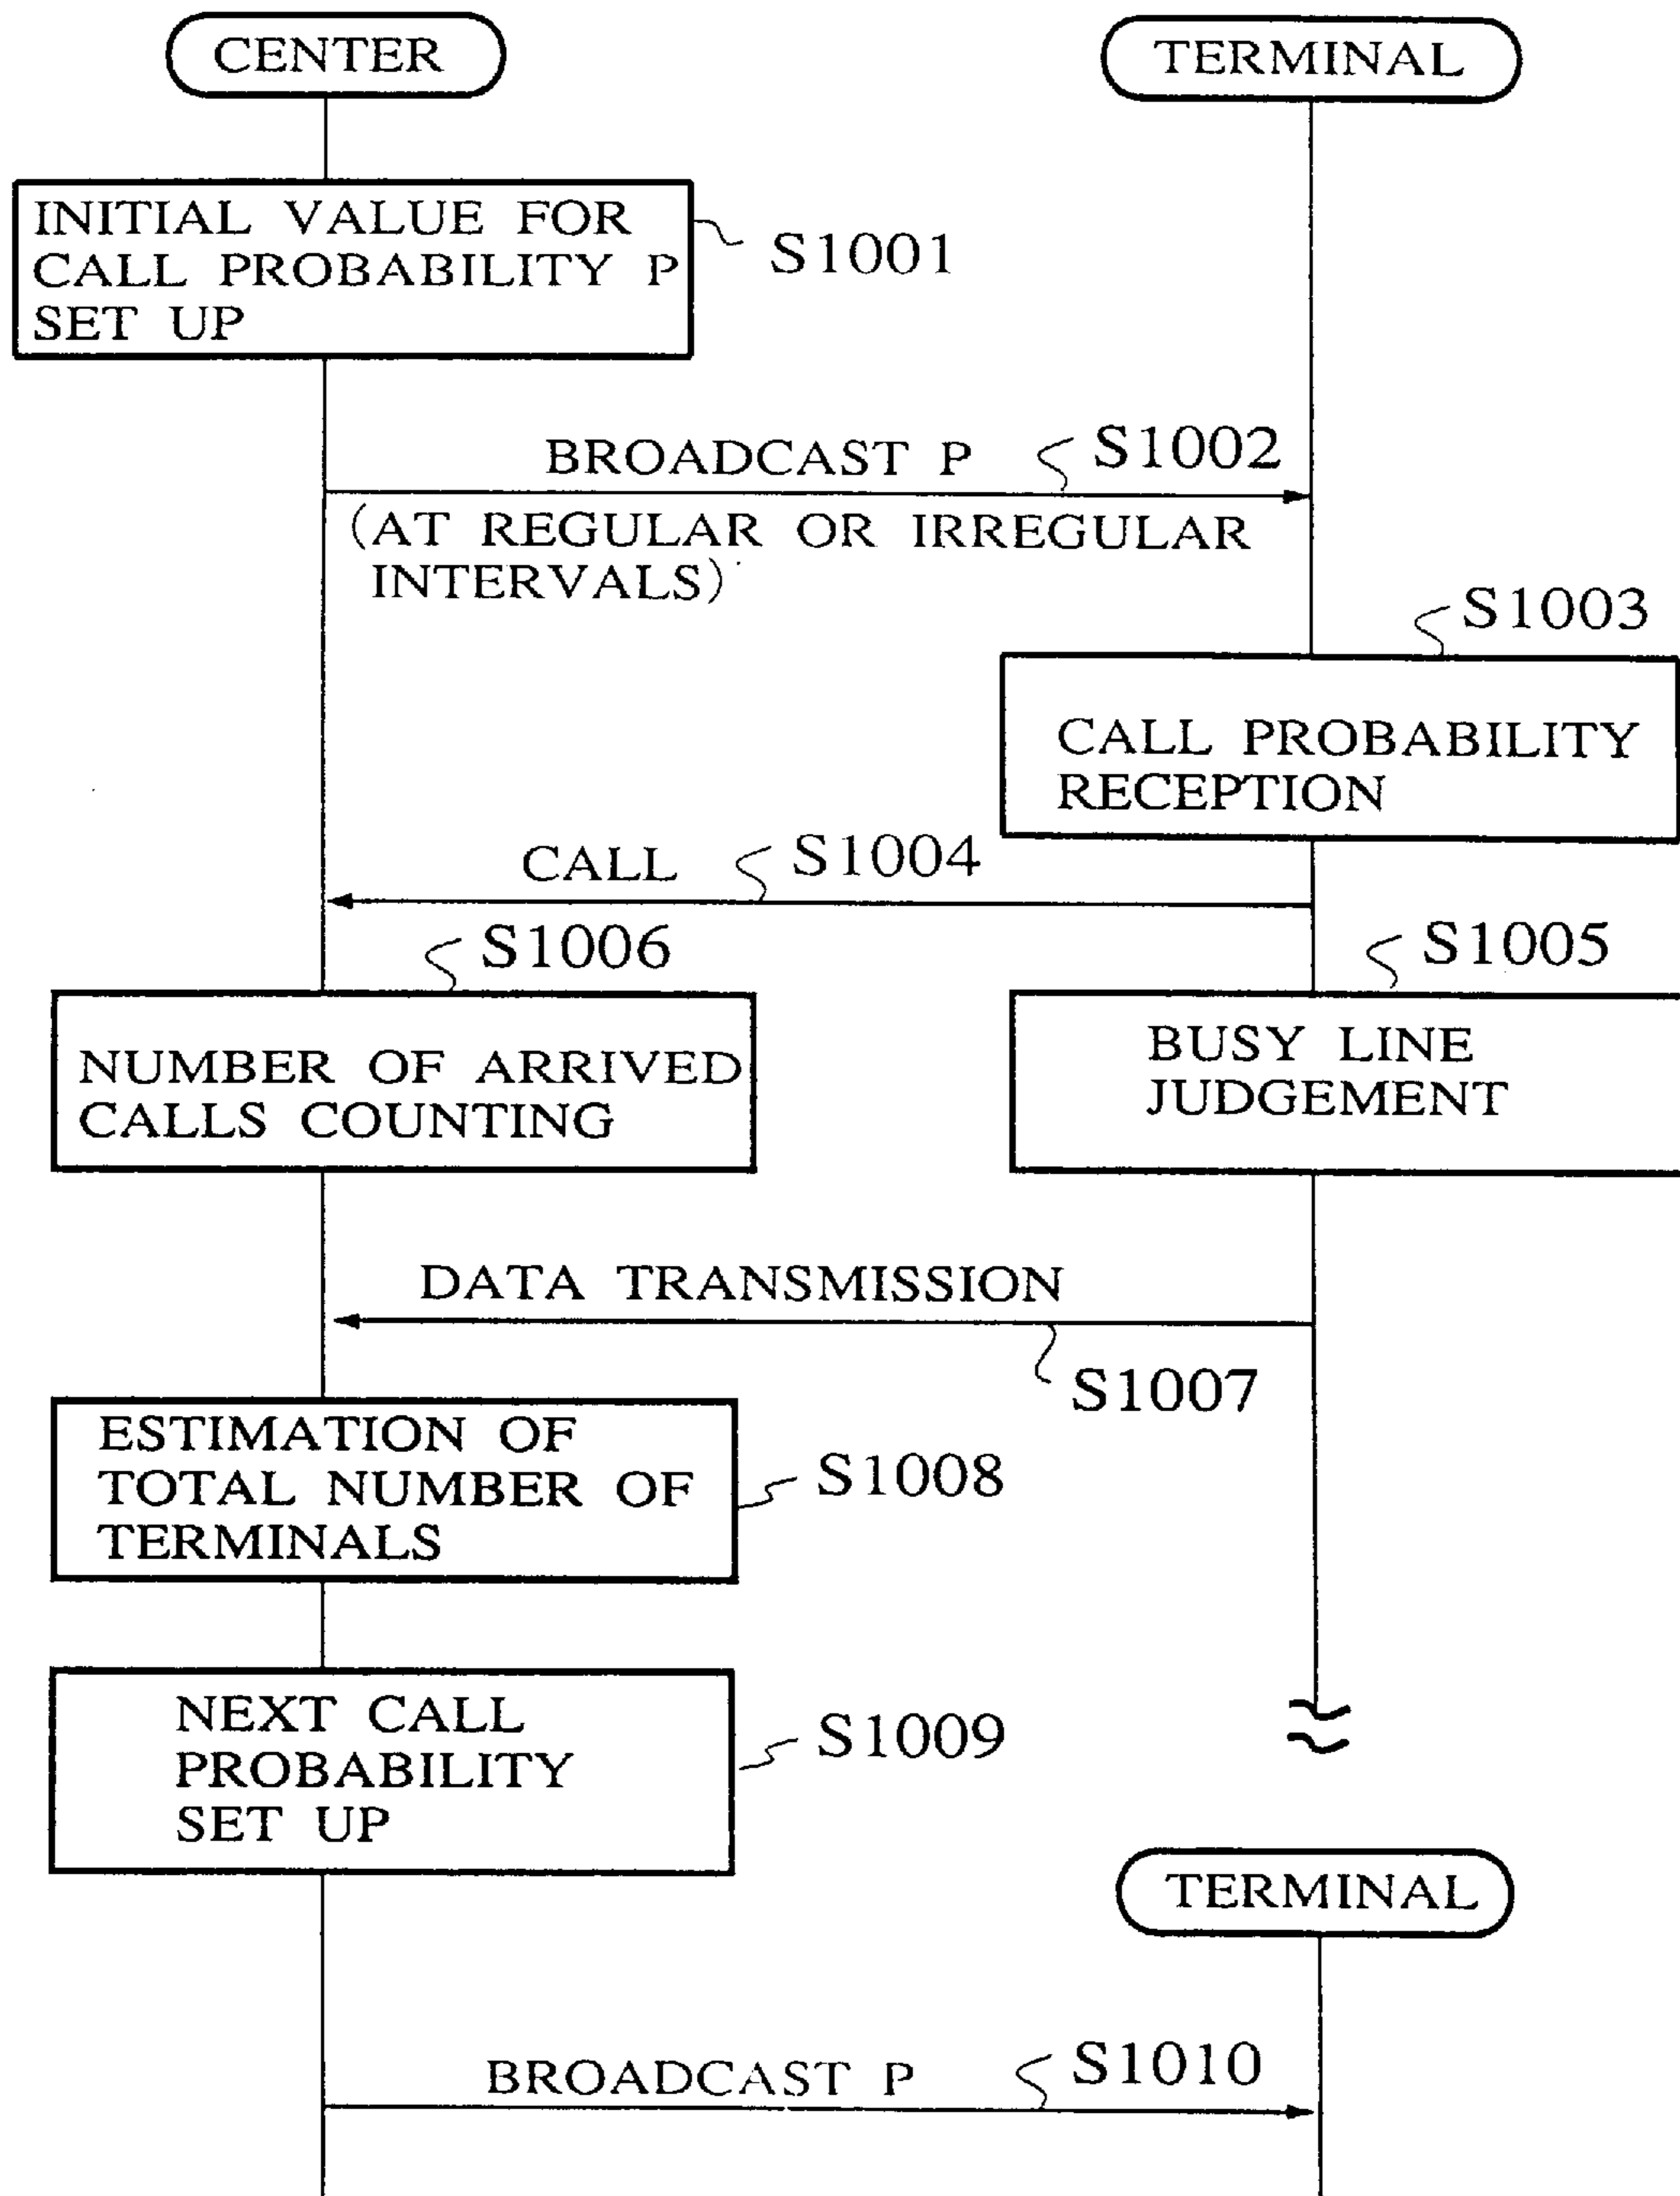 CENTER
TERMINAL
INITIAL VALUE FOR
CALL PROBABILITY P
SET UP
S1001
BROADCAST P
S1002
(AT REGULAR OR IRREGULAR
INTERVALS)
S1003
CALL PROBABILITY
RECEPTION
CALL
S1004
S1006
S1005
NUMBER OF ARRIVED
CALLS COUNTING
BUSY LINE
JUDGEMENT
DATA TRANSMISSION
S1007
ESTIMATION OF
TOTAL NUMBER OF
TERMINALS
S1008
NEXT CALL
PROBABILITY
SET UP
S1009
TERMINAL
BROADCAST P
S1010